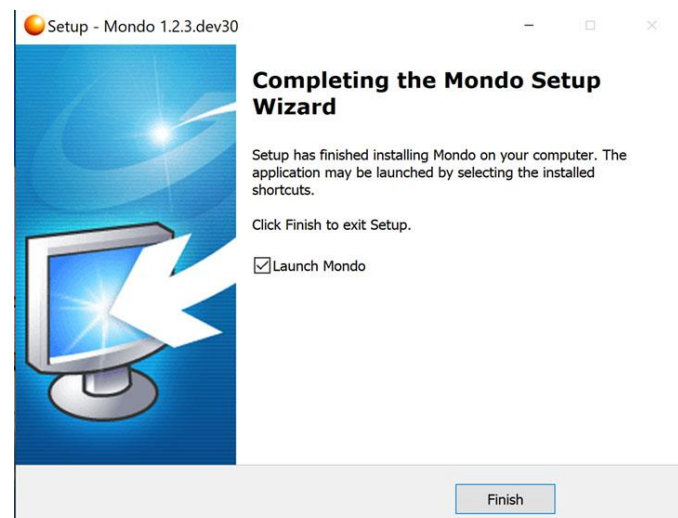 Setup - Mondo 1.2.3.dev30
Completing the Mondo Setup
Wizard
Setup has finished installing Mondo on your computer. The
application may be launched by selecting the installed
shortcuts.
Click Finish to exit Setup.
Launch Mondo
Finish